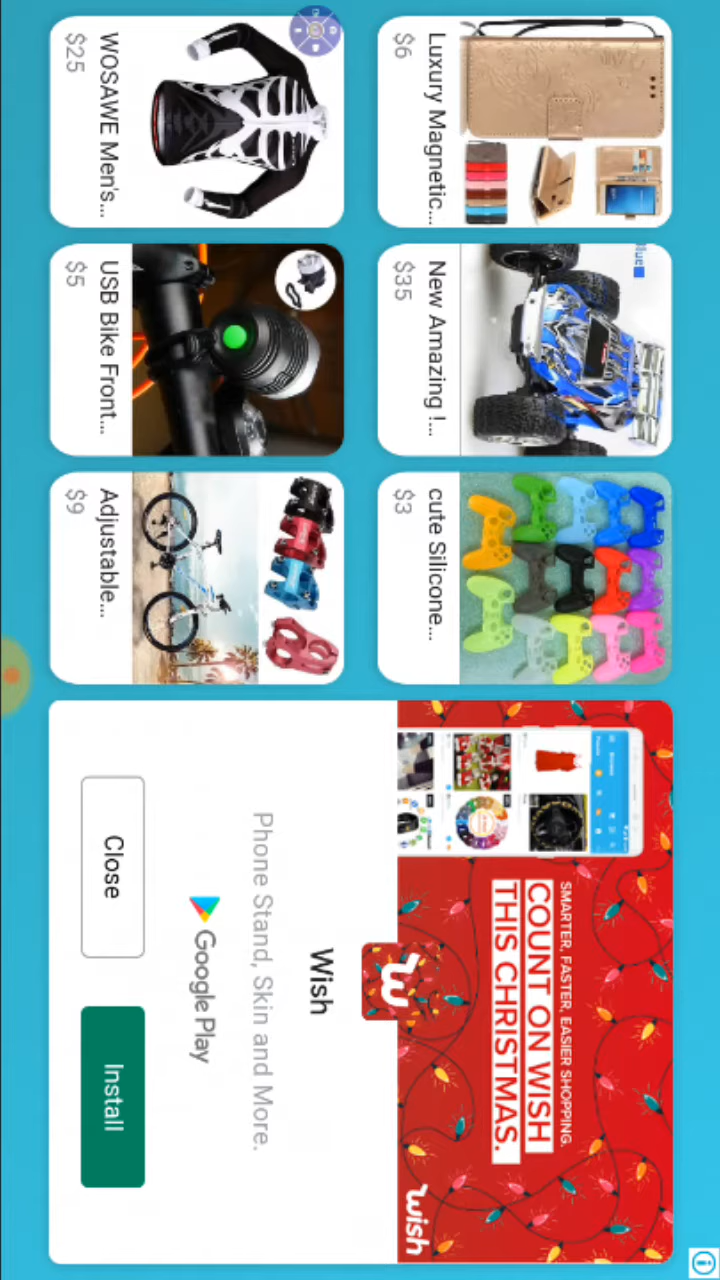 Luxury Magnetic...
$6
New Amazing !...
$35
cute Silicone...
$3
WOSAWE Men's...
$25
USB Bike Front...
$5
Adjustable...
$9
SMARTER, FASTER, EASIER SHOPPING.
COUNT ON WISH
THIS CHRISTMAS.
wish
Wish
Phone Stand, Skin and More.
Google Play
Close
Install